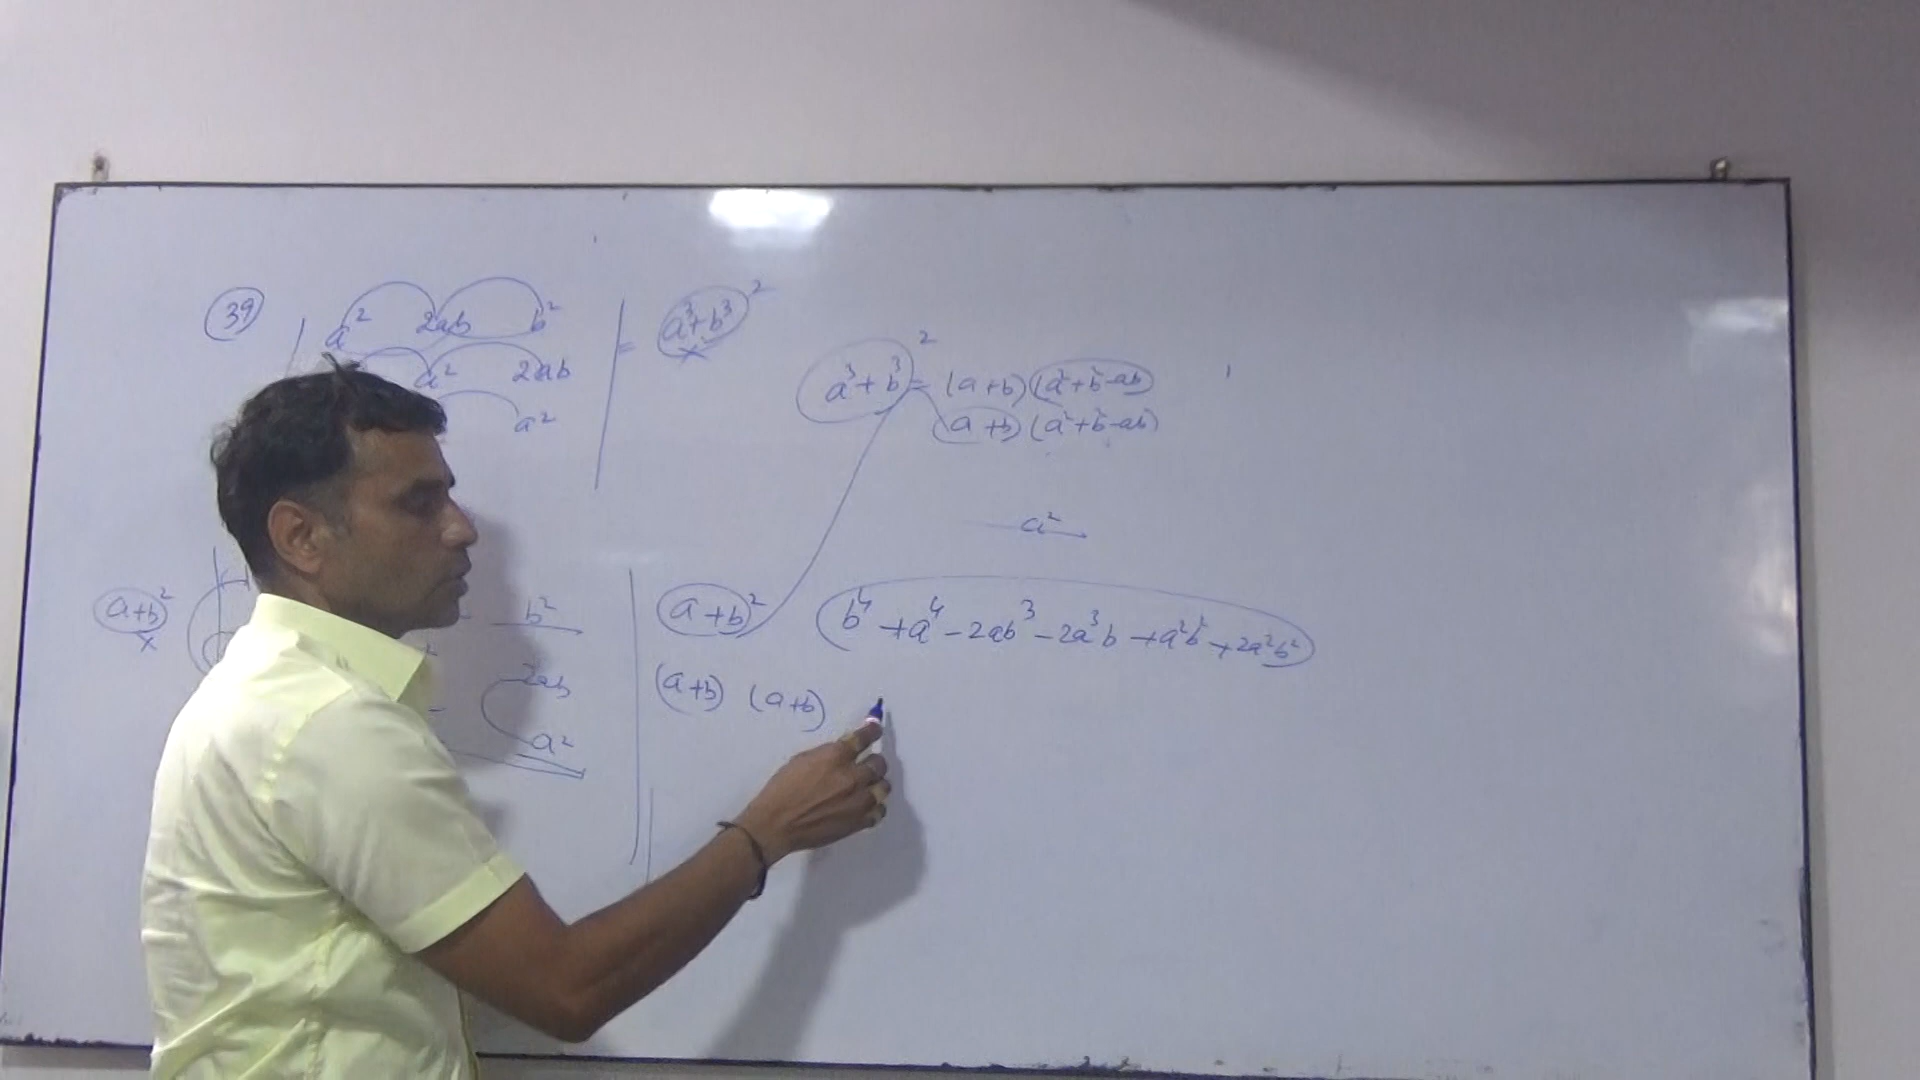 39
a² 2ab b² = (a³+b³)²
a² 2ab
a²
(a³+b³)² = (a+b)(a²+b²-ab)
(a+b)(a²+b²-ab)
a²
(a+b)² b²
2ab
a²
(a+b)² b⁴+a⁴-2ab³-2a³b+a²b²+2a²b²
(a+b) (a+b)